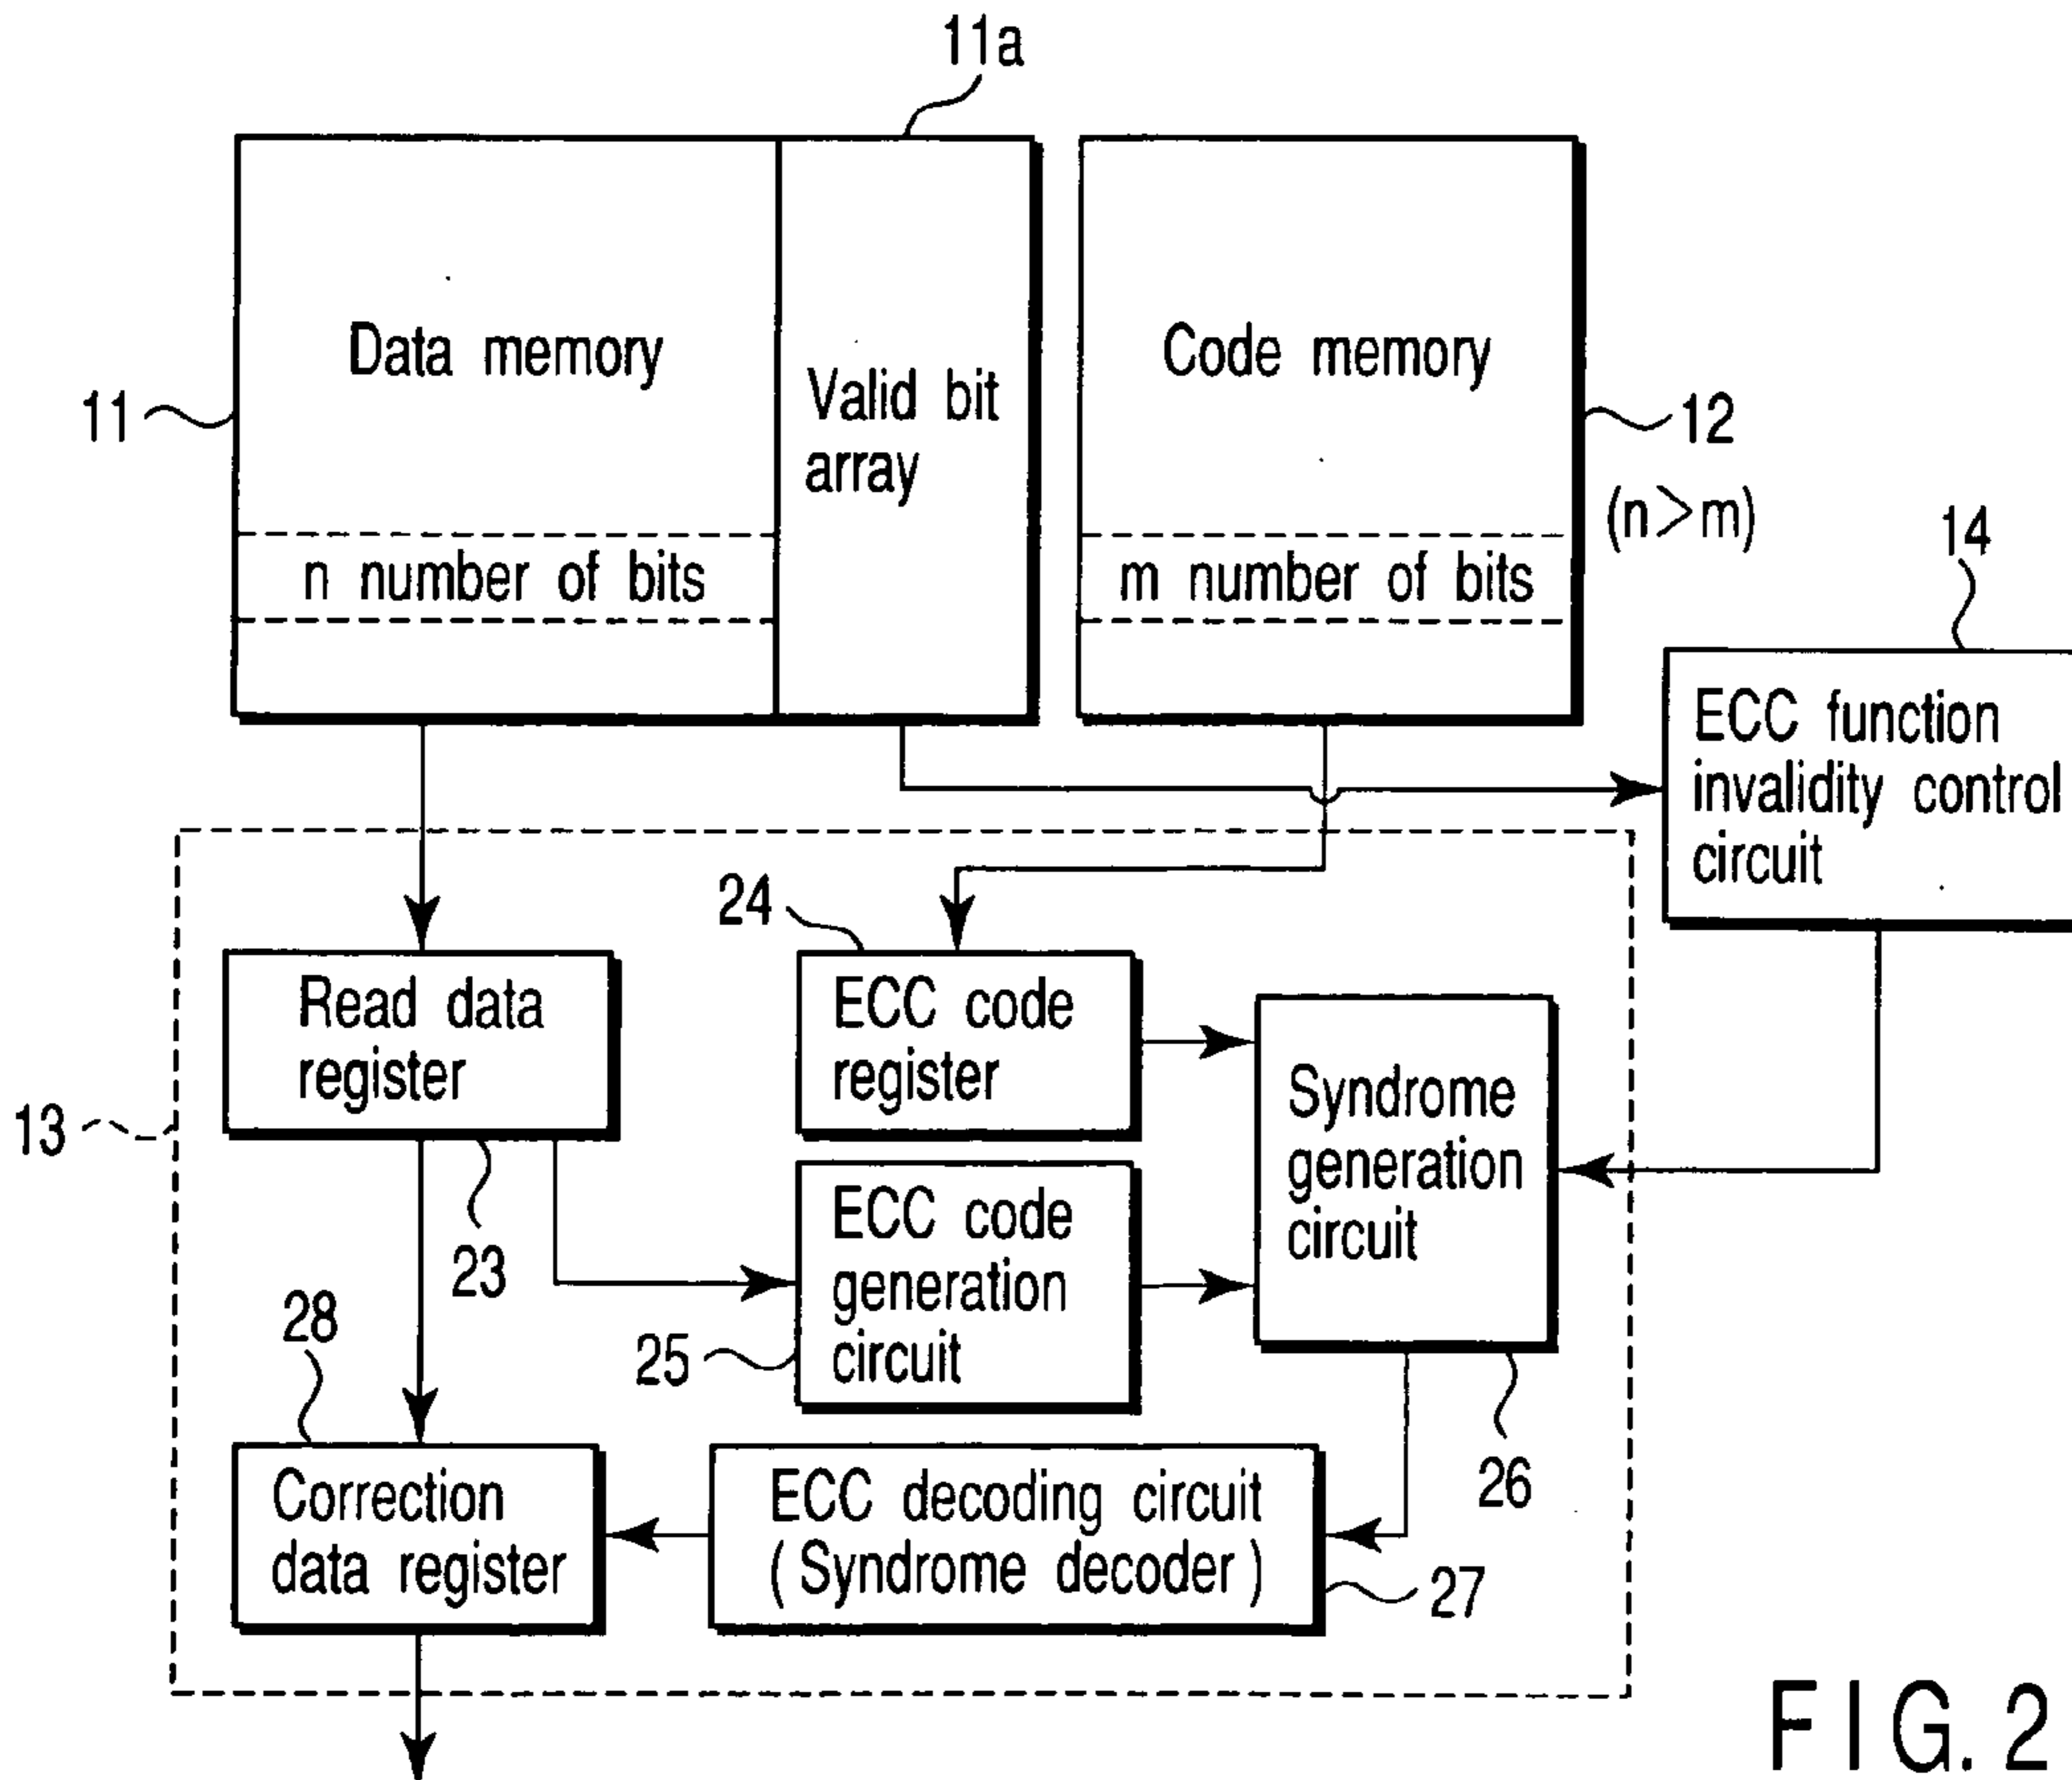 11a
Data memory
11
Valid bit
array
Code memory
12
(n>m)
n number of bits
m number of bits
14
ECC function
invalidity control
circuit
24
Read data
register
ECC code
register
Syndrome
generation
circuit
13
23
ECC code
generation
circuit
25
28
26
Correction
data register
ECC decoding circuit
(Syndrome decoder)
27
FIG. 2